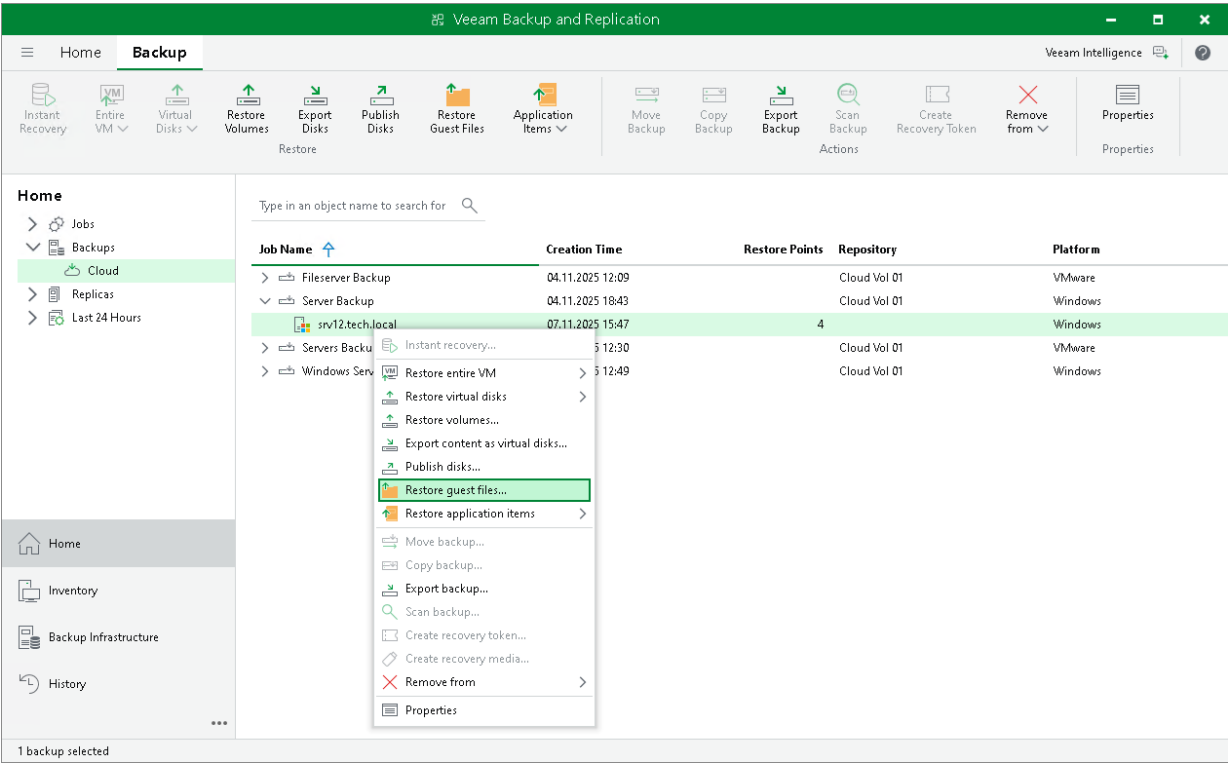 Veeam Backup and Replication
Home Backup Veeam Intelligence
Instant Recovery
Entire VM
Virtual Disks
Restore Volumes
Export Disks
Publish Disks
Restore Guest Files
Application Items
Restore
Move Backup
Copy Backup
Export Backup
Scan Backup
Create Recovery Token
Remove from
Actions
Properties
Properties
Home
Jobs
Backups
Cloud
Replicas
Last 24 Hours
Type in an object name to search for
Job Name Creation Time Restore Points Repository Platform
Fileserver Backup 04.11.2025 12:09 Cloud Vol 01 VMware
Server Backup 04.11.2025 18:43 Cloud Vol 01 Windows
srv12.tech.local 07.11.2025 15:47 4 Windows
Servers Backu 5 12:30 Cloud Vol 01 VMware
Windows Serv 5 12:49 Cloud Vol 01 Windows
Instant recovery...
Restore entire VM
Restore virtual disks
Restore volumes...
Export content as virtual disks...
Publish disks...
Restore guest files...
Restore application items
Move backup...
Copy backup...
Export backup...
Scan backup...
Create recovery token...
Create recovery media...
Remove from
Properties
Home
Inventory
Backup Infrastructure
History
1 backup selected